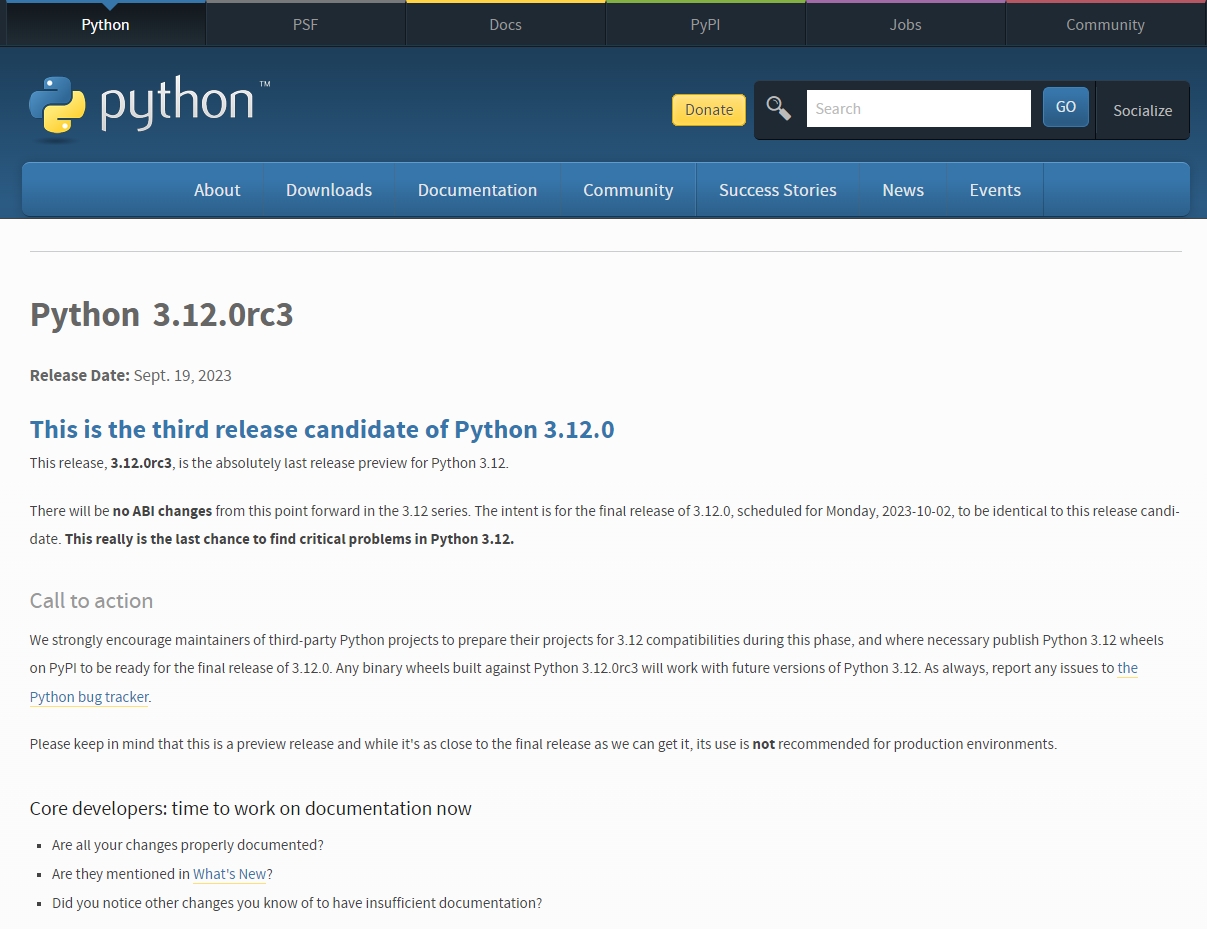 Python PSF Docs PyPI Jobs Community
python™
Donate Search GO Socialize
About Downloads Documentation Community Success Stories News Events
Python 3.12.0rc3
Release Date: Sept. 19, 2023
This is the third release candidate of Python 3.12.0
This release, 3.12.0rc3, is the absolutely last release preview for Python 3.12.
There will be no ABI changes from this point forward in the 3.12 series. The intent is for the final release of 3.12.0, scheduled for Monday, 2023-10-02, to be identical to this release candi-
date. This really is the last chance to find critical problems in Python 3.12.
Call to action
We strongly encourage maintainers of third-party Python projects to prepare their projects for 3.12 compatibilities during this phase, and where necessary publish Python 3.12 wheels
on PyPI to be ready for the final release of 3.12.0. Any binary wheels built against Python 3.12.0rc3 will work with future versions of Python 3.12. As always, report any issues to the
Python bug tracker.
Please keep in mind that this is a preview release and while it's as close to the final release as we can get it, its use is not recommended for production environments.
Core developers: time to work on documentation now
▪ Are all your changes properly documented?
▪ Are they mentioned in What's New?
▪ Did you notice other changes you know of to have insufficient documentation?